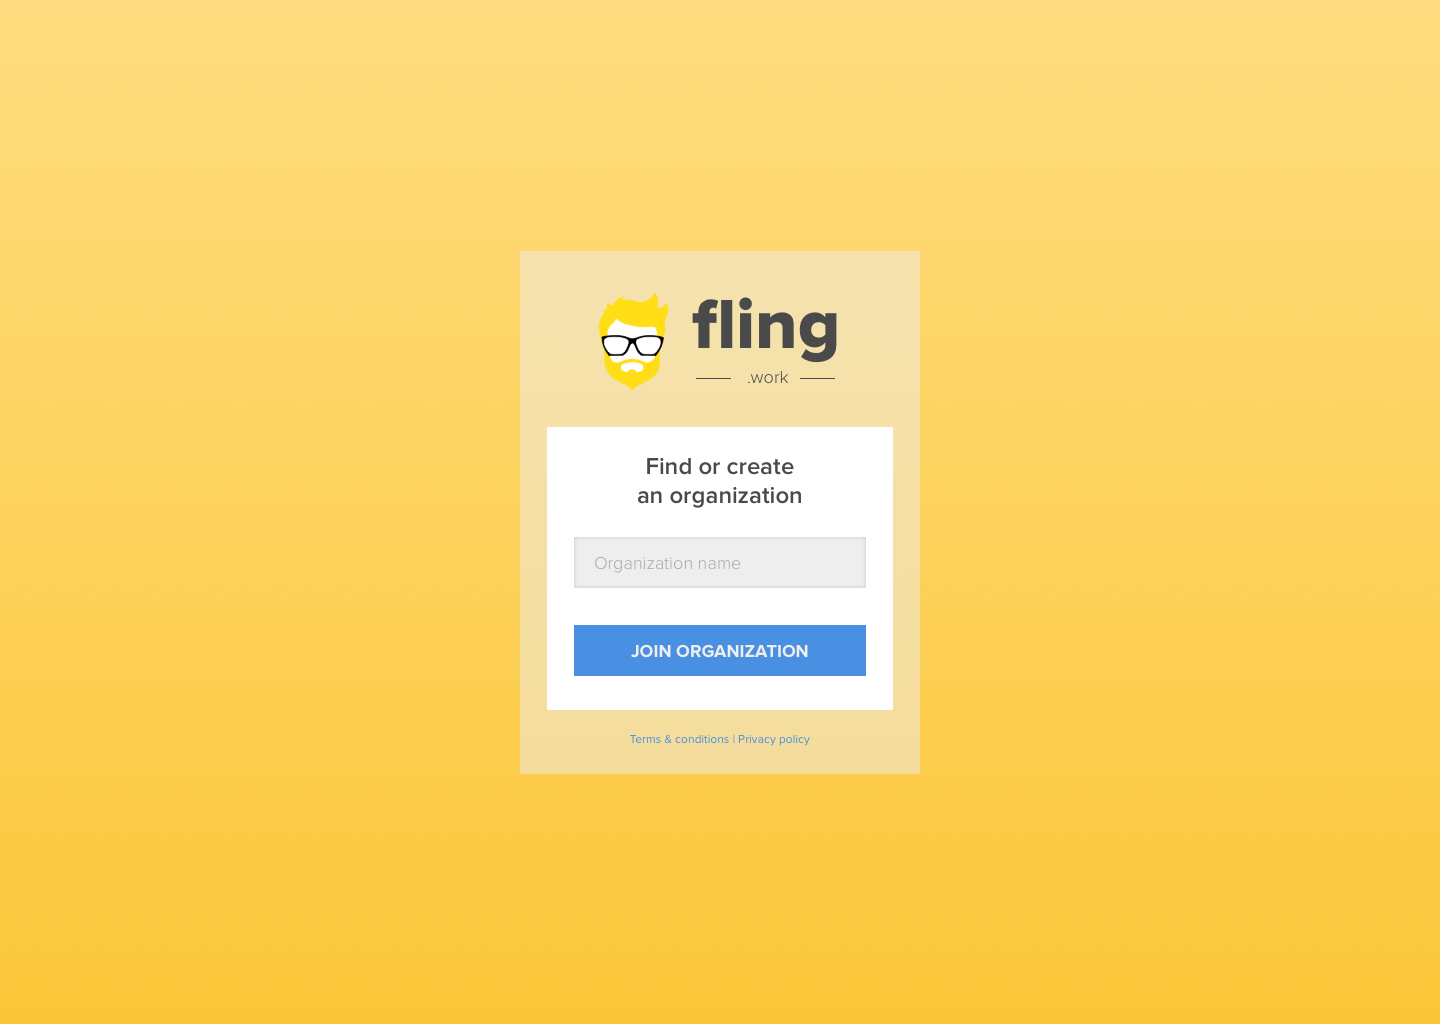 fling
.work
Find or create
an organization
Organization name
JOIN ORGANIZATION
Terms & conditions | Privacy policy